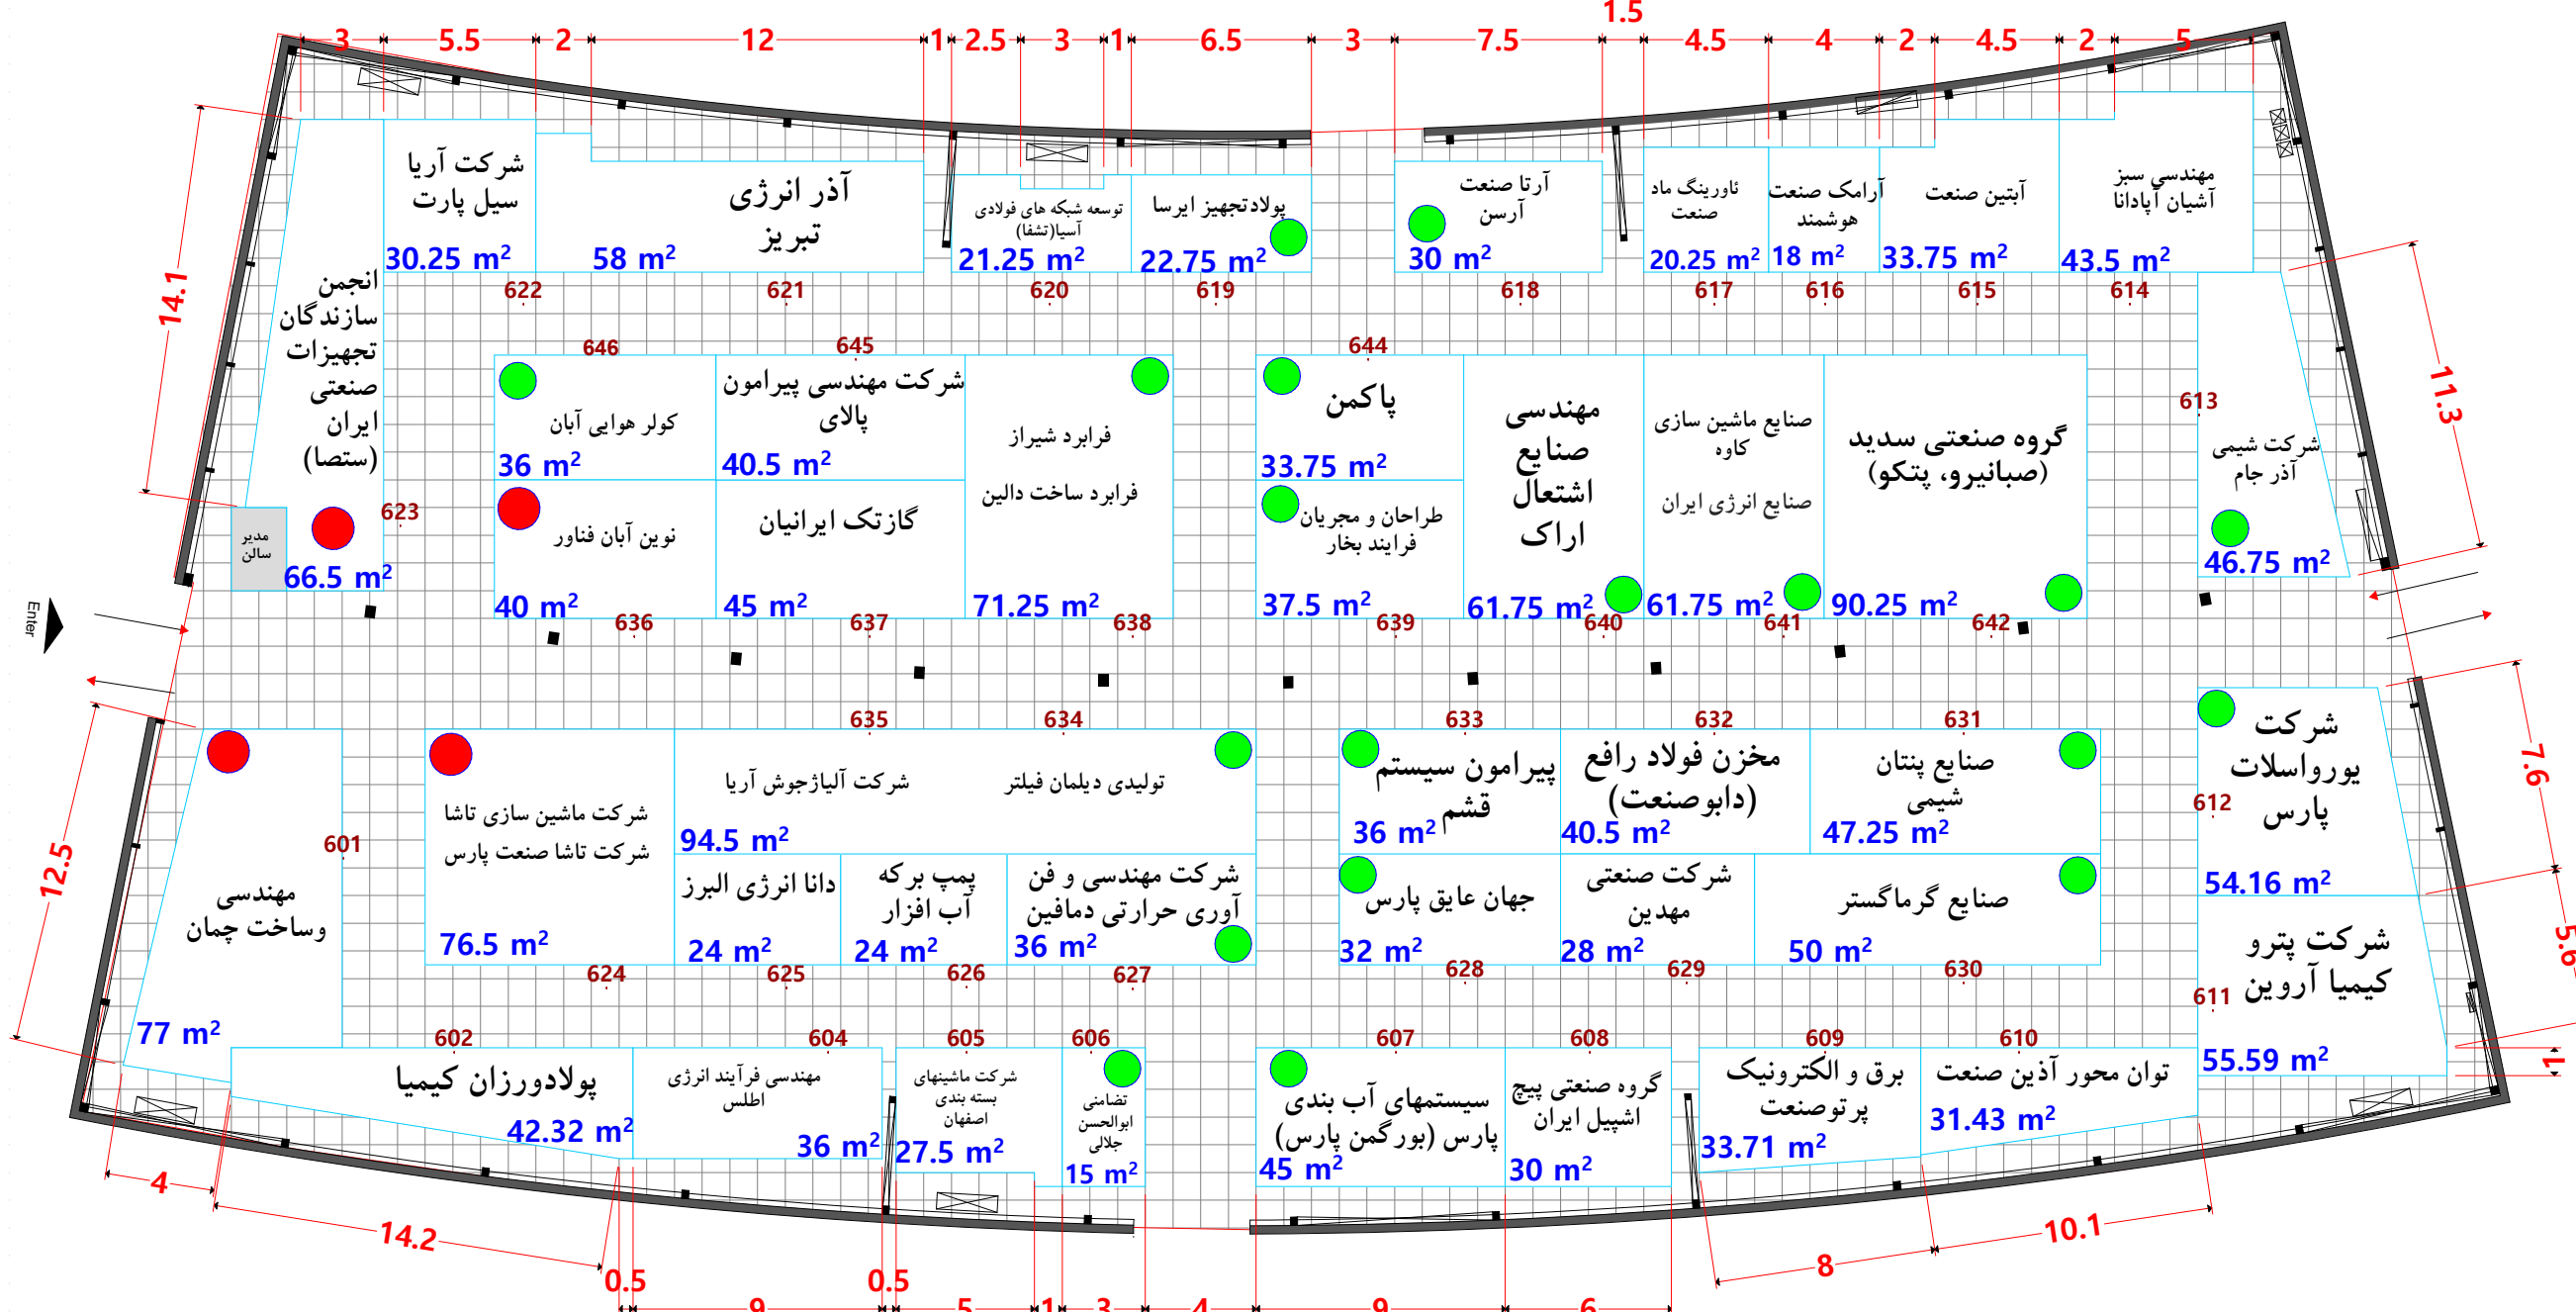 1.5
3
5.5
2
12
1
2.5
3
1
6.5
3
7.5
4.5
4
2
4.5
2
5
14.1
انجمن
سازندگان
تجهیزات
صنعتی
ایران
(ستصا)
66.5 m²
623
مدیر
سالن
شرکت آریا
سیل پارت
30.25 m²
622
آذر انرژی
تبریز
58 m²
621
توسعه شبکه های فولادی
آسیا(تشفا)
21.25 m²
620
پولادتجهیز ایرسا
22.75 m²
619
آرتا صنعت
آرسن
30 m²
618
ئاورینگ ماد
صنعت
20.25 m²
617
آرامک صنعت
هوشمند
18 m²
616
آبتین صنعت
33.75 m²
615
مهندسی سبز
آشیان آپادانا
43.5 m²
614
11.3
613
شرکت شیمی
آذر جام
46.75 m²
646
کولر هوایی آبان
36 m²
645
شرکت مهندسی پیرامون
پالای
40.5 m²
نوین آبان فناور
40 m²
636
گازتک ایرانیان
45 m²
637
فرابرد شیراز
فرابرد ساخت دالین
71.25 m²
638
644
پاکمن
33.75 m²
طراحان و مجریان
فرایند بخار
37.5 m²
639
مهندسی
صنایع
اشتعال
اراک
61.75 m²
640
صنایع ماشین سازی
کاوه
صنایع انرژی ایران
61.75 m²
641
گروه صنعتی سدید
(صبانیرو، پتکو)
90.25 m²
642
Enter
12.5
مهندسی
وساخت چمان
77 m²
601
شرکت ماشین سازی تاشا
شرکت تاشا صنعت پارس
76.5 m²
624
635
634
شرکت آلیاژجوش آریا
تولیدی دیلمان فیلتر
94.5 m²
دانا انرژی البرز
24 m²
625
پمپ برکه
آب افزار
24 m²
626
شرکت مهندسی و فن
آوری حرارتی دمافین
36 m²
627
633
پیرامون سیستم
قشم
36 m²
632
مخزن فولاد رافع
(دابوصنعت)
40.5 m²
631
صنایع پنتان
شیمی
47.25 m²
جهان عایق پارس
32 m²
628
شرکت صنعتی
مهدین
28 m²
629
صنایع گرماگستر
50 m²
630
شرکت
یورواسلات
پارس
54.16 m²
612
7.6
شرکت پترو
کیمیا آروین
55.59 m²
611
1
602
پولادورزان کیمیا
42.32 m²
604
مهندسی فرآیند انرژی
اطلس
36 m²
605
شرکت ماشینهای
بسته بندی
اصفهان
27.5 m²
606
تضامنی
ابوالحسن
جلالی
15 m²
607
سیستمهای آب بندی
پارس (بورگمن پارس)
45 m²
608
گروه صنعتی پیچ
اشپیل ایران
30 m²
609
برق و الکترونیک
پرتوصنعت
33.71 m²
610
توان محور آذین صنعت
31.43 m²
4
14.2
0.5
9
0.5
5
1
3
4
9
6
8
10.1